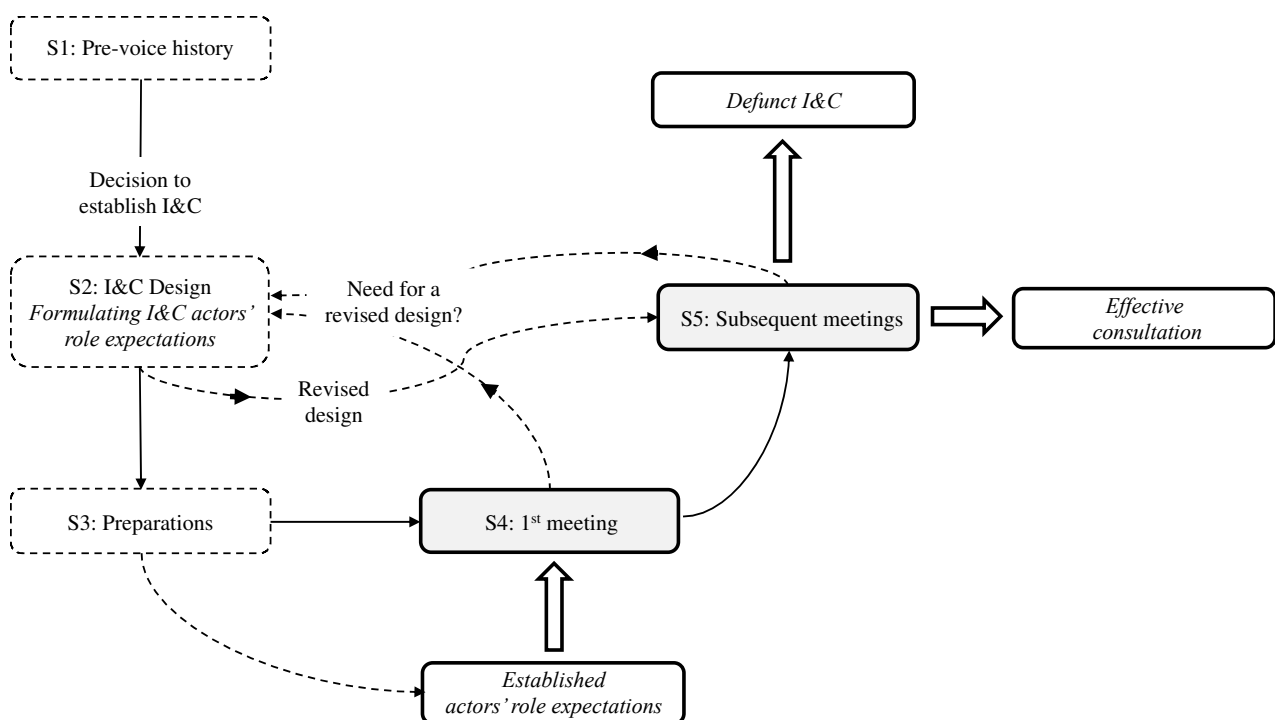 S1: Pre-voice history
Defunct I&C
Decision to
establish I&C
S2: I&C Design
Formulating I&C actors’
role expectations
Need for a
revised design?
S5: Subsequent meetings
Effective
consultation
Revised
design
S3: Preparations
S4: 1st meeting
Established
actors’ role expectations